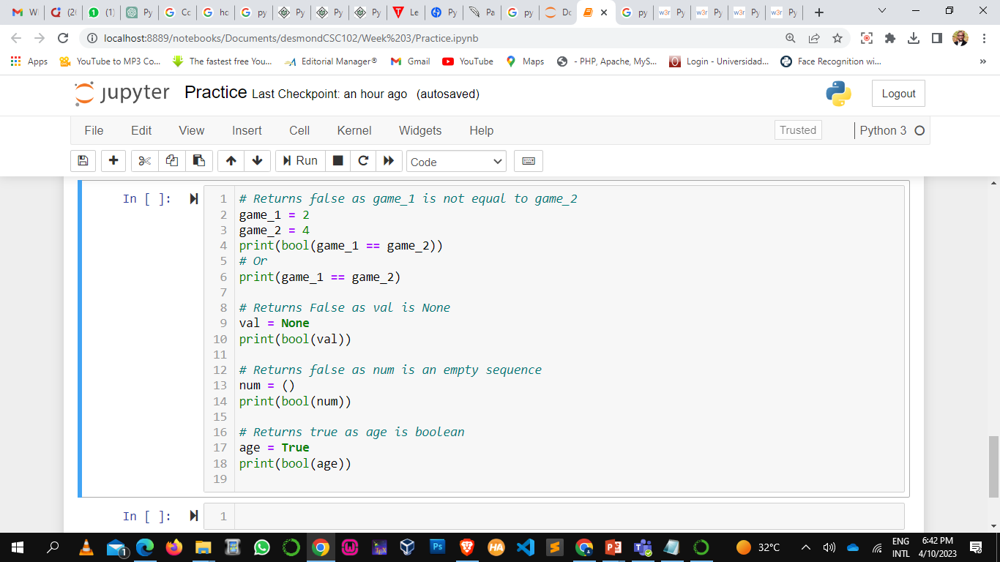 W
(2
(1)
Py
Cc
hc
py
Py
Py
Py
Le
Py
Pa
py
Dc
py
Py
Py
Py
Py
localhost:8889/notebooks/Documents/desmondCSC102/Week%203/Practice.ipynb
Apps YouTube to MP3 Co... The fastest free You... Editorial Manager® Gmail YouTube Maps - PHP, Apache, MyS... Login - Universidad... Face Recognition wi... »
jupyter Practice Last Checkpoint: an hour ago (autosaved) Logout
File Edit View Insert Cell Kernel Widgets Help Trusted Python 3
Run Code
In [ ]: 1 # Returns false as game_1 is not equal to game_2
2 game_1 = 2
3 game_2 = 4
4 print(bool(game_1 == game_2))
5 # Or
6 print(game_1 == game_2)
7
8 # Returns False as val is None
9 val = None
10 print(bool(val))
11
12 # Returns false as num is an empty sequence
13 num = ()
14 print(bool(num))
15
16 # Returns true as age is boolean
17 age = True
18 print(bool(age))
19
In [ ]: 1
32°C ENG 6:42 PM
INTL 4/10/2023